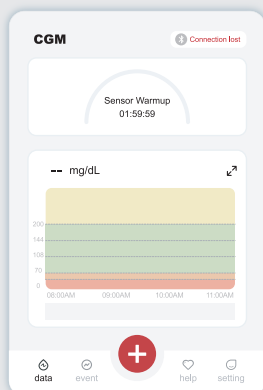 CGM
Connection lost
Sensor Warmup
01:59:59
-- mg/dL
200
144
108
70
0
08:00AM 09:00AM 10:00AM 11:00AM
data event help setting